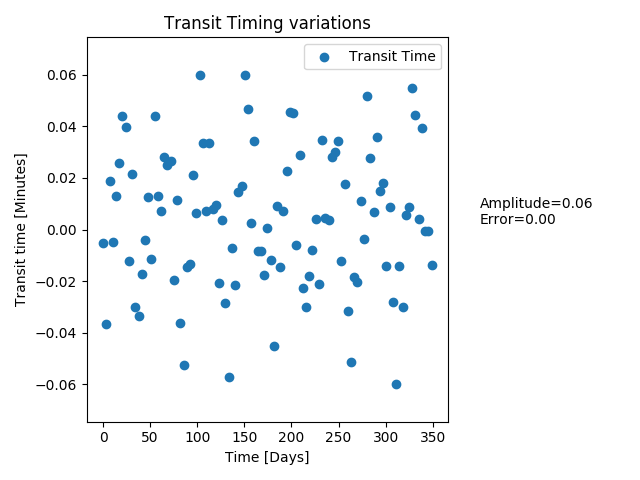 Transit Timing variations
Transit Time
0.06
0.04
0.02
0.00
−0.02
−0.04
−0.06
Transit time [Minutes]
0 50 100 150 200 250 300 350
Time [Days]
Amplitude=0.06
Error=0.00